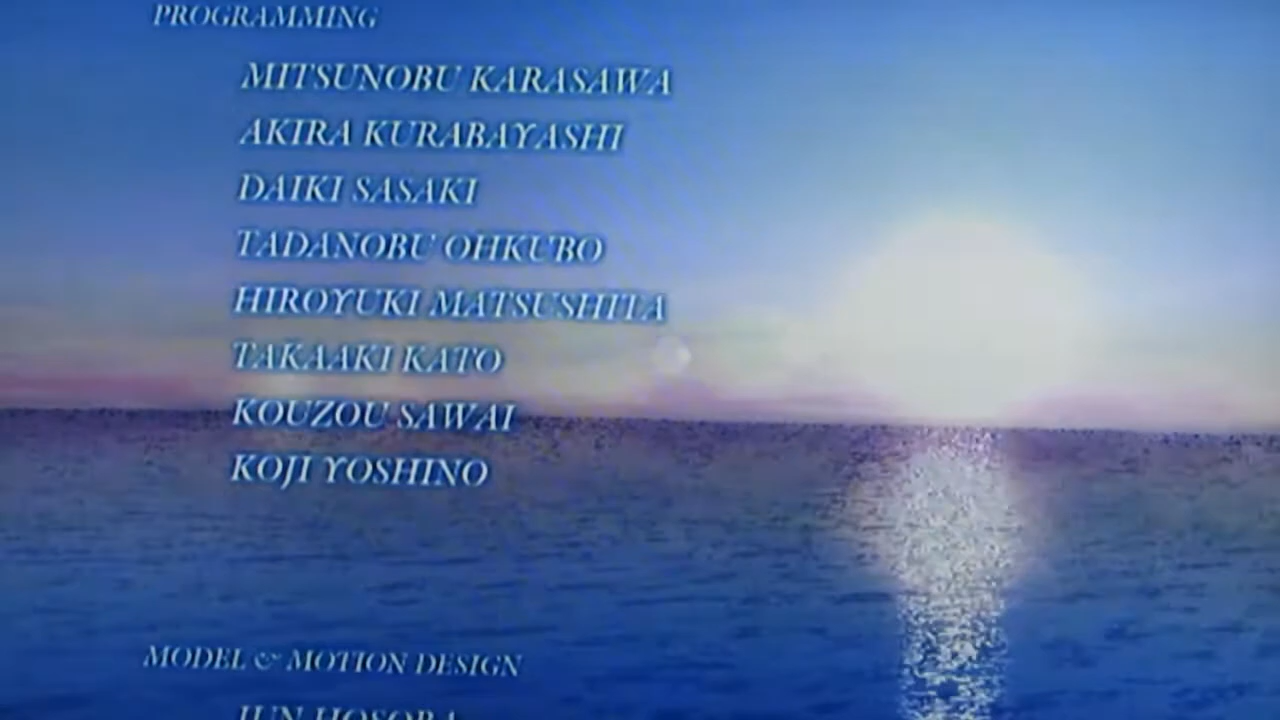 PROGRAMMING
MITSUNOBU KARASAWA
AKIRA KURABAYASHI
DAIKI SASAKI
TADANOBU OHKUBO
HIROYUKI MATSUSHITA
TAKAAKI KATO
KOUZOU SAWAI
KOJI YOSHINO
MODEL & MOTION DESIGN
JUN